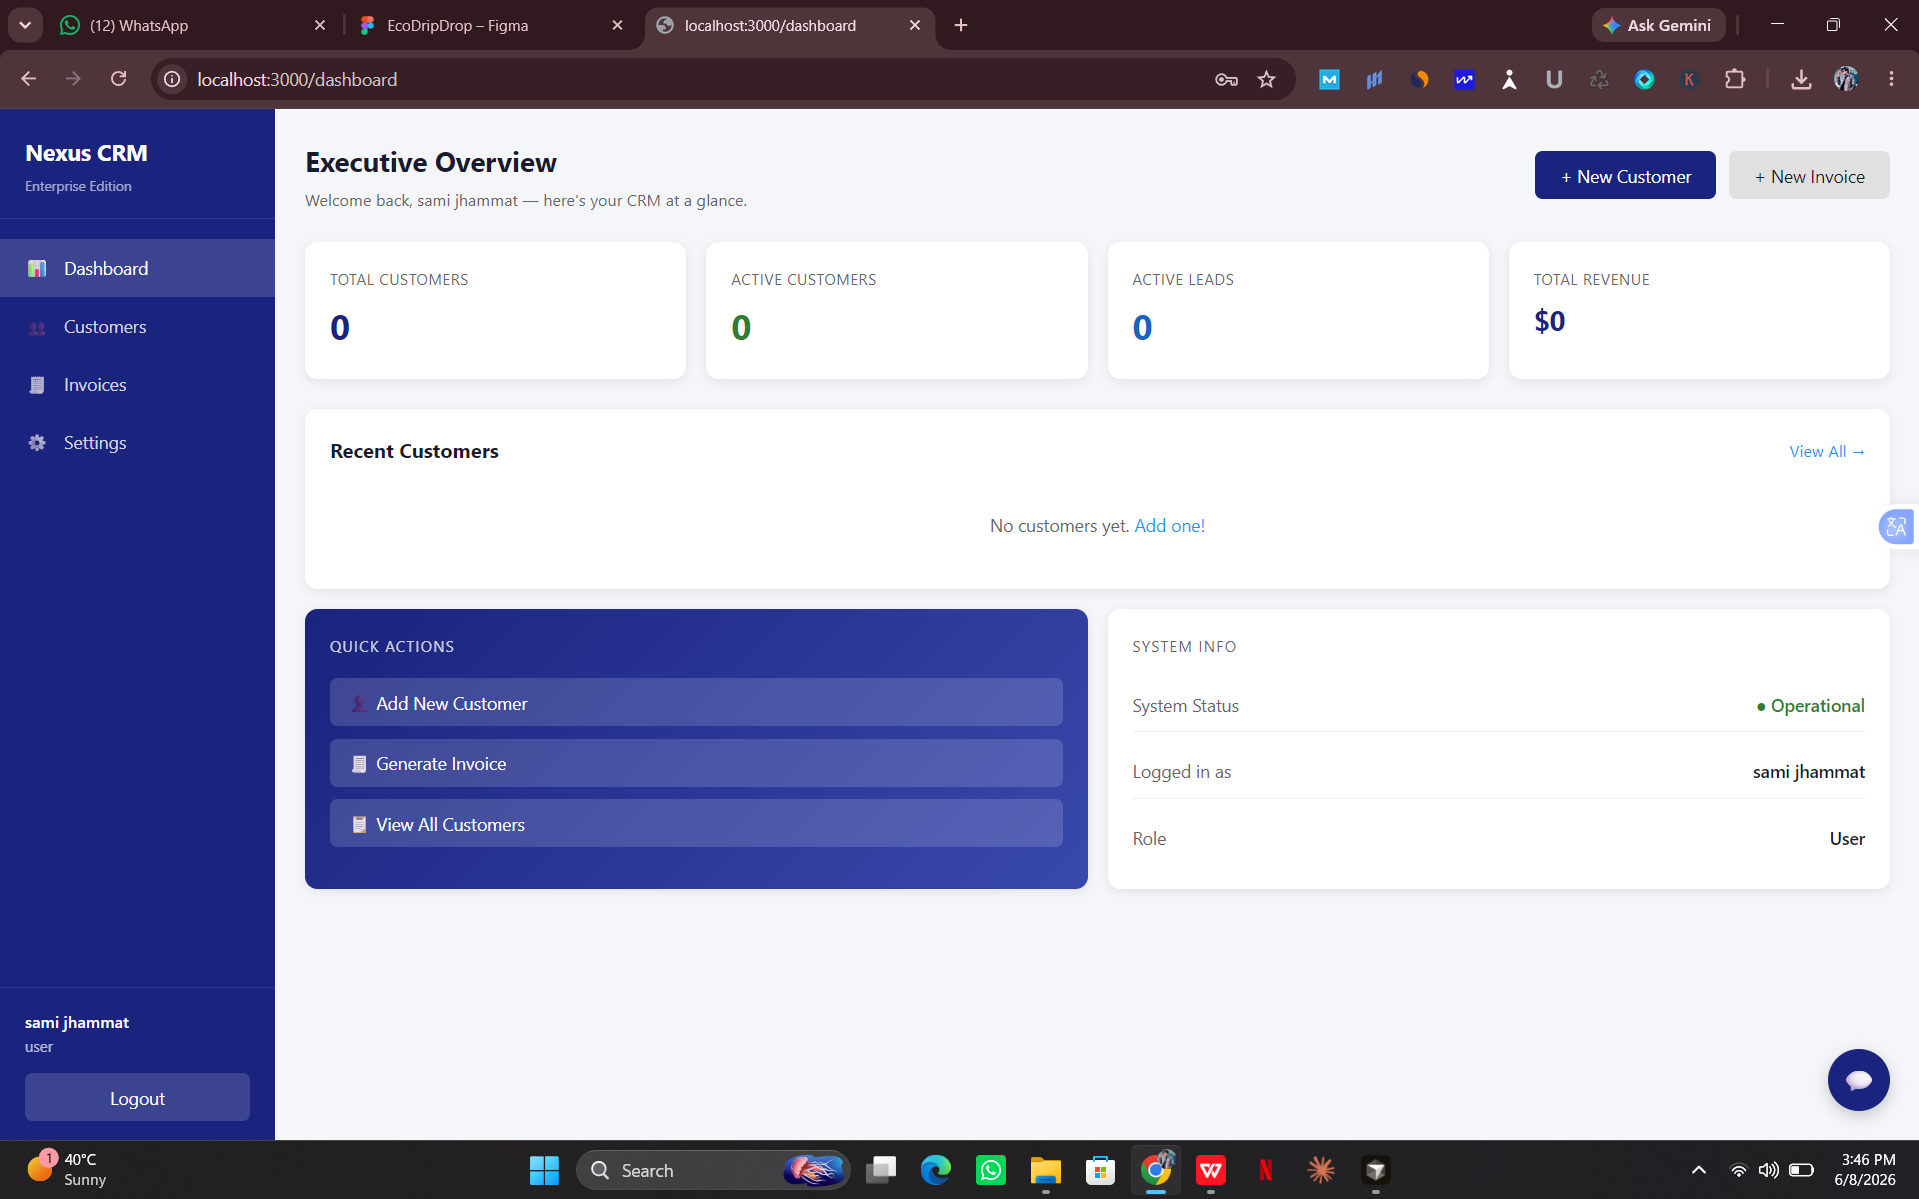 (12) WhatsApp
EcoDripDrop – Figma
localhost:3000/dashboard
Ask Gemini
localhost:3000/dashboard
Nexus CRM
Enterprise Edition
Dashboard
Customers
Invoices
Settings
sami jhammat
user
Logout
Executive Overview
Welcome back, sami jhammat — here's your CRM at a glance.
+ New Customer
+ New Invoice
TOTAL CUSTOMERS
0
ACTIVE CUSTOMERS
0
ACTIVE LEADS
0
TOTAL REVENUE
$0
Recent Customers
View All →
No customers yet. Add one!
QUICK ACTIONS
Add New Customer
Generate Invoice
View All Customers
SYSTEM INFO
System Status
● Operational
Logged in as
sami jhammat
Role
User
1
40°C
Sunny
Search
3:46 PM
6/8/2026